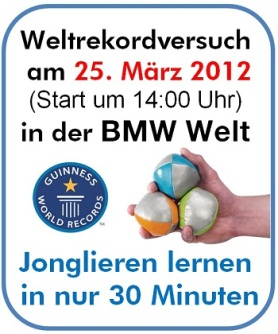 Weltrekordversuch
am 25. März 2012
(Start um 14:00 Uhr)
in der BMW Welt
GUINNESS
WORLD RECORDS
TM
Jonglieren lernen
in nur 30 Minuten